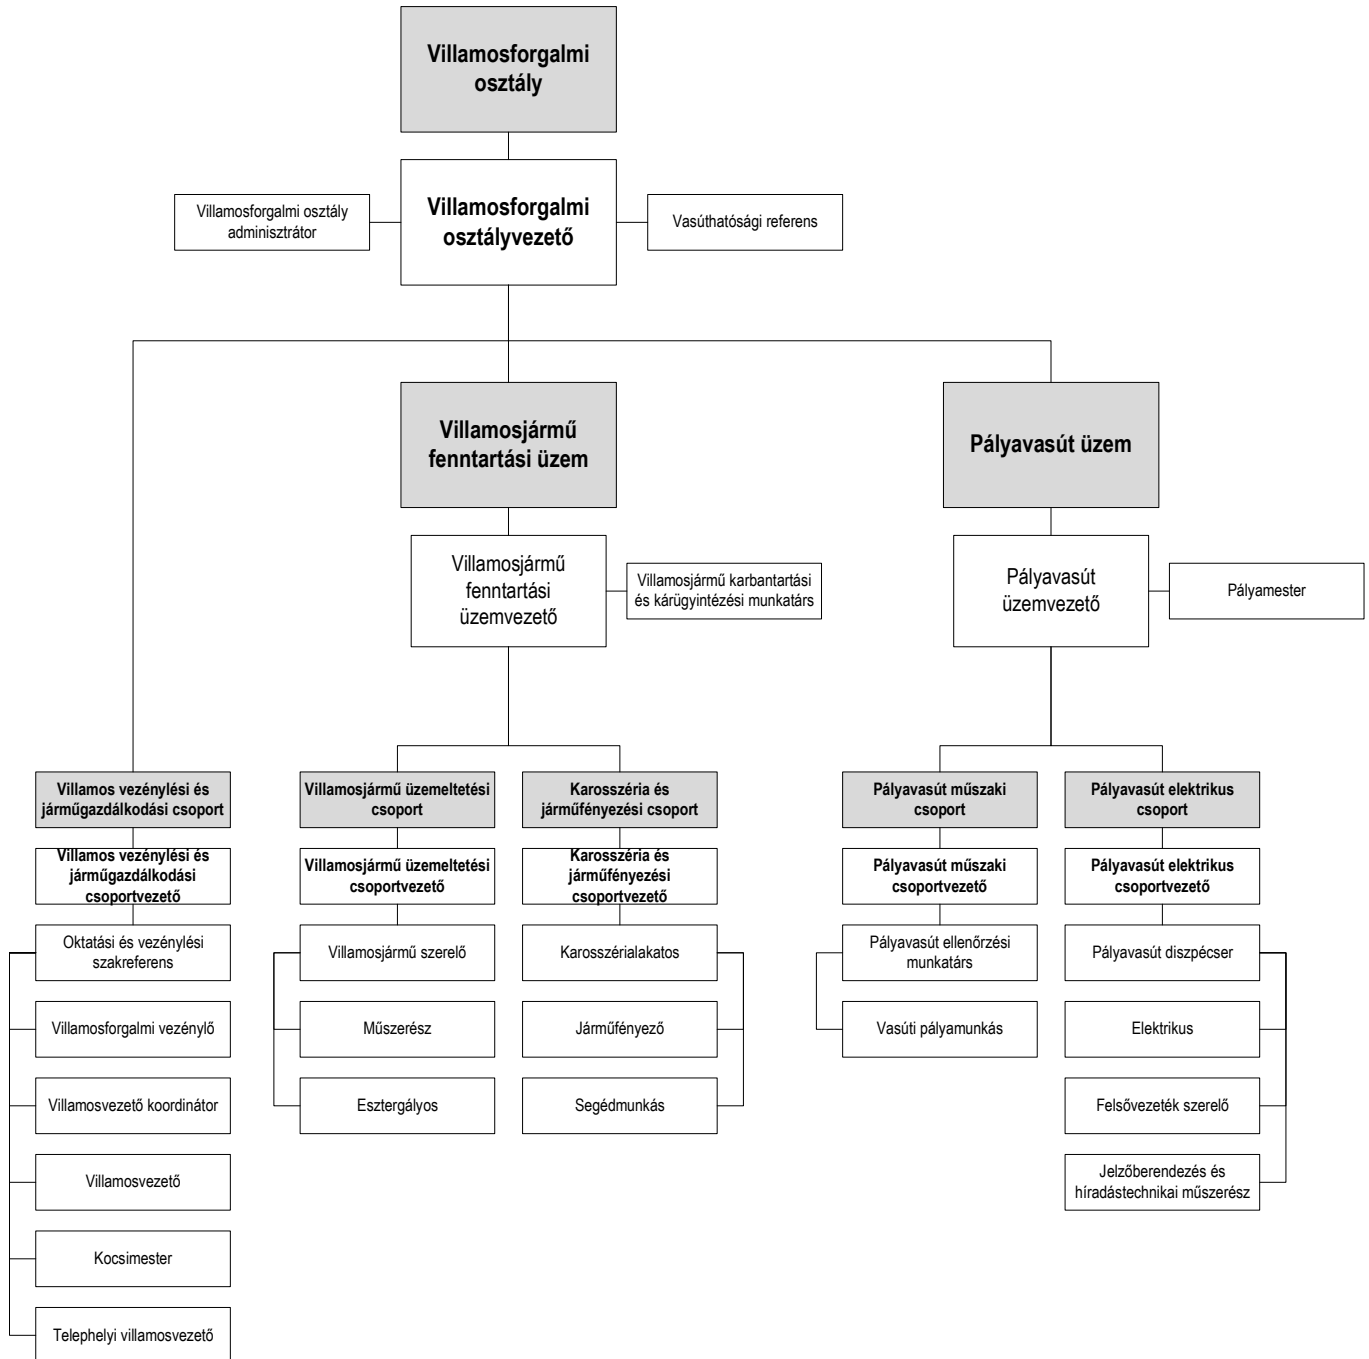 Villamosforgalmi
osztály
Villamosforgalmi osztály
adminisztrátor
Villamosforgalmi
osztályvezető
Vasúthatósági referens
Villamosjármű
fenntartási üzem
Pályavasút üzem
Villamosjármű
fenntartási
üzemvezető
Villamosjármű karbantartási
és kárügyintézési munkatárs
Pályavasút
üzemvezető
Pályamester
Villamos vezénylési és
járműgazdálkodási csoport
Villamosjármű üzemeltetési
csoport
Karosszéria és
járműfényezési csoport
Pályavasút műszaki
csoport
Pályavasút elektrikus
csoport
Villamos vezénylési és
járműgazdálkodási
csoportvezető
Villamosjármű üzemeltetési
csoportvezető
Karosszéria és
járműfényezési
csoportvezető
Pályavasút műszaki
csoportvezető
Pályavasút elektrikus
csoportvezető
Oktatási és vezénylési
szakreferens
Villamosjármű szerelő
Karosszérialakatos
Pályavasút ellenőrzési
munkatárs
Pályavasút diszpécser
Villamosforgalmi vezénylő
Műszerész
Járműfényező
Vasúti pályamunkás
Elektrikus
Villamosvezető koordinátor
Esztergályos
Segédmunkás
Felsővezeték szerelő
Villamosvezető
Jelzőberendezés és
híradástechnikai műszerész
Kocsimester
Telephelyi villamosvezető